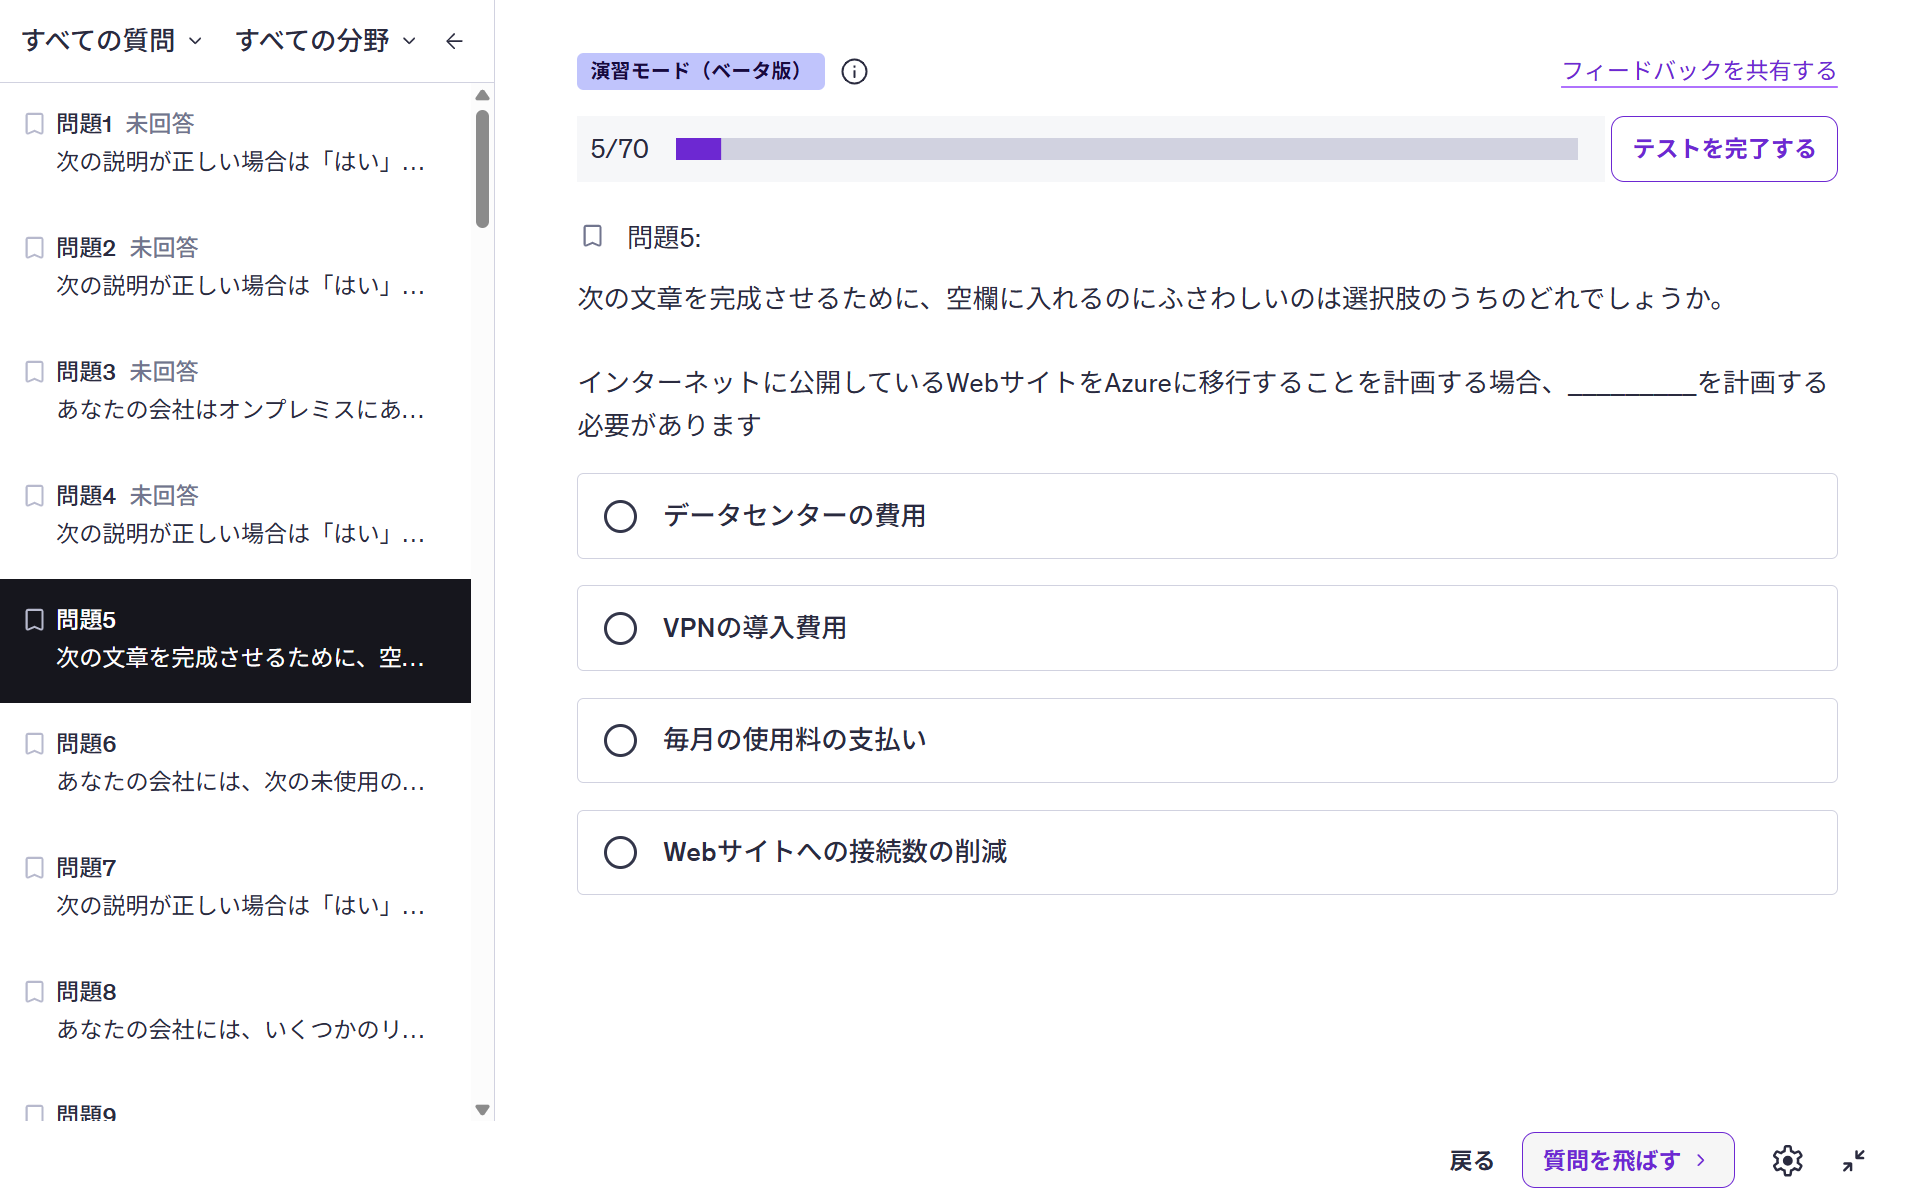 すべての質問 すべての分野
問題1 未回答
次の説明が正しい場合は「はい」...
問題2 未回答
次の説明が正しい場合は「はい」...
問題3 未回答
あなたの会社はオンプレミスにあ...
問題4 未回答
次の説明が正しい場合は「はい」...
問題5
次の文章を完成させるために、空...
問題6
あなたの会社には、次の未使用の...
問題7
次の説明が正しい場合は「はい」...
問題8
あなたの会社には、いくつかのリ...
問題9
演習モード（ベータ版）
フィードバックを共有する
5/70
テストを完了する
問題5:
次の文章を完成させるために、空欄に入れるのにふさわしいのは選択肢のうちのどれでしょうか。
インターネットに公開しているWebサイトをAzureに移行することを計画する場合、_________を計画する
必要があります
データセンターの費用
VPNの導入費用
毎月の使用料の支払い
Webサイトへの接続数の削減
戻る
質問を飛ばす